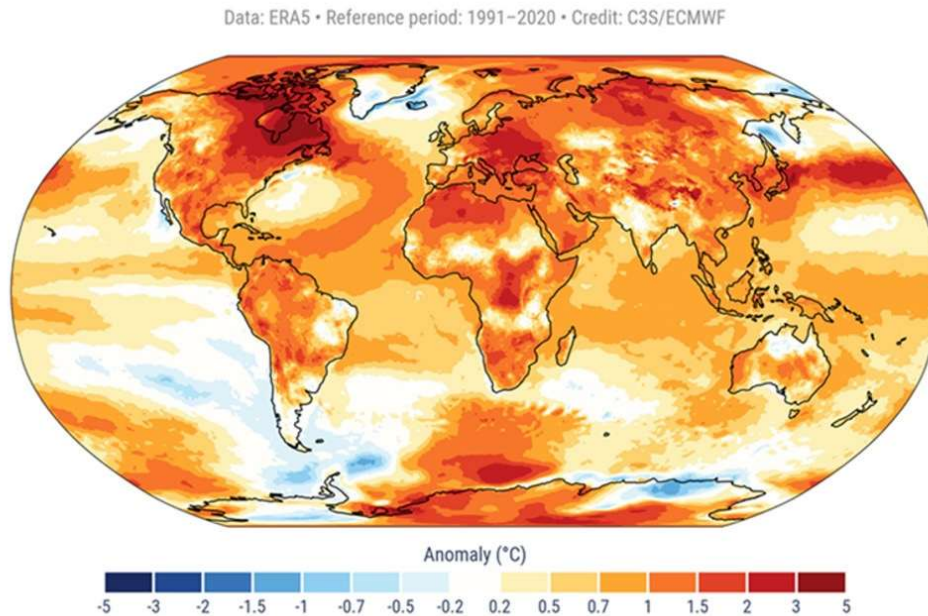 Data: ERA5 • Reference period: 1991–2020 • Credit: C3S/ECMWF
Anomaly (°C)
-5 -3 -2 -1.5 -1 -0.7 -0.5 -0.2 0.2 0.5 0.7 1 1.5 2 3 5